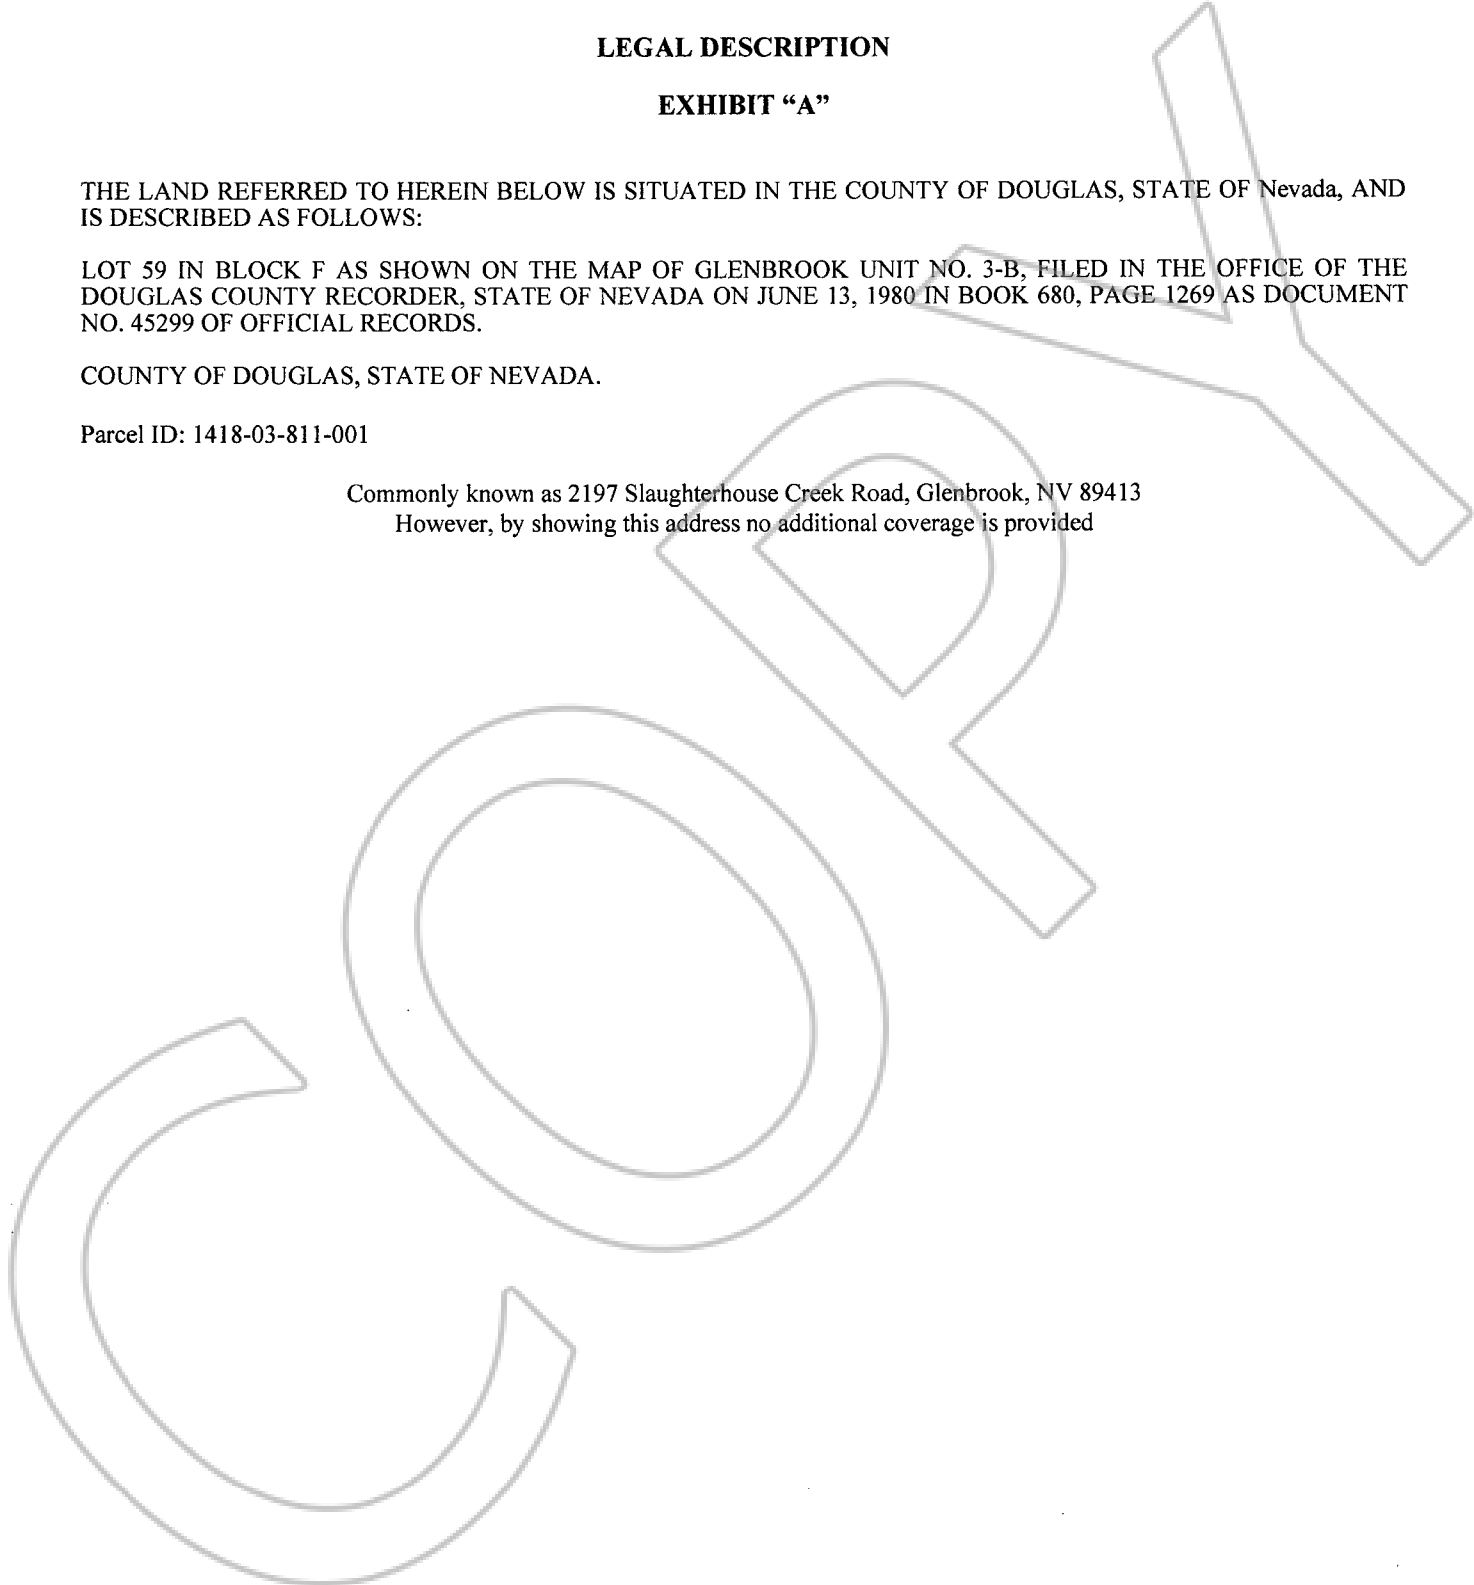 LEGAL DESCRIPTION
EXHIBIT “A”
THE LAND REFERRED TO HEREIN BELOW IS SITUATED IN THE COUNTY OF DOUGLAS, STATE OF Nevada, AND
IS DESCRIBED AS FOLLOWS:
LOT 59 IN BLOCK F AS SHOWN ON THE MAP OF GLENBROOK UNIT NO. 3-B, FILED IN THE OFFICE OF THE
DOUGLAS COUNTY RECORDER, STATE OF NEVADA ON JUNE 13, 1980 IN BOOK 680, PAGE 1269 AS DOCUMENT
NO. 45299 OF OFFICIAL RECORDS.
COUNTY OF DOUGLAS, STATE OF NEVADA.
Parcel ID: 1418-03-811-001
Commonly known as 2197 Slaughterhouse Creek Road, Glenbrook, NV 89413
However, by showing this address no additional coverage is provided
COPY